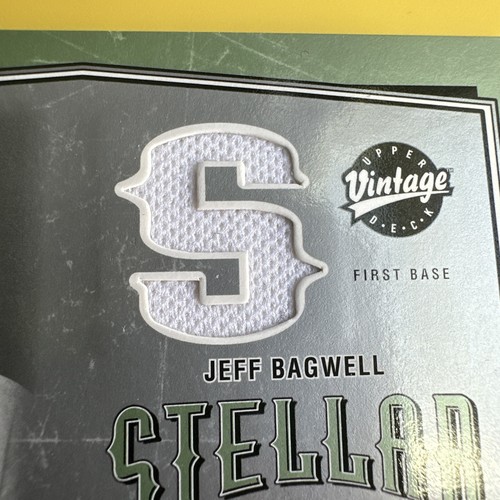 S
UPPER
Vintage
DECK
FIRST BASE
JEFF BAGWELL
STELLAR